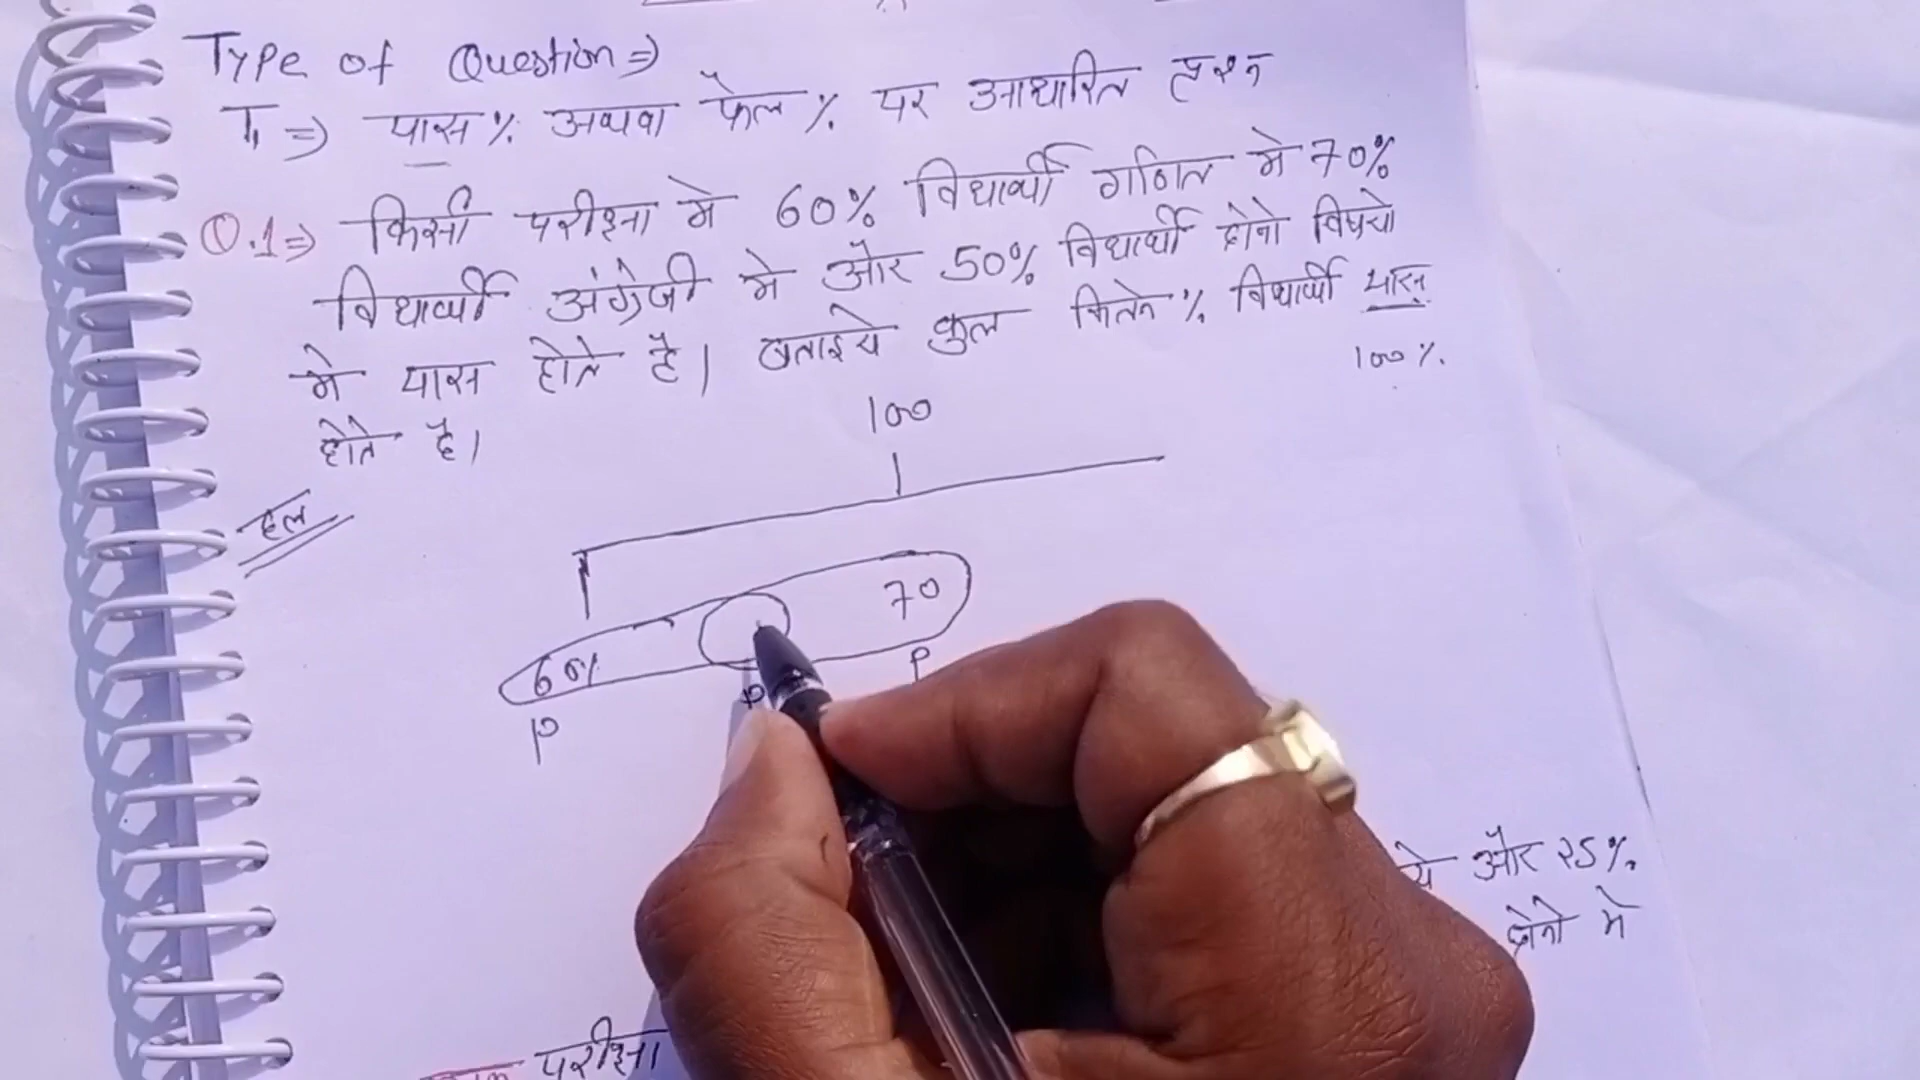 Type of Question ⇒
T₁ ⇒ पास % अथवा फेल % पर आधारित प्रश्न
Q.1 ⇒ किसी परीक्षा मे 60% विधार्थी गणित मे 70%
विधार्थी अंग्रेजी मे और 50% विधार्थी दोनो विषयो
मे पास होते है। बताइये कुल कितने % विधार्थी पास
होते है।
100%.
100
हल
60%
70
P
P
P
ये और 25%.
दोनो मे
परीक्षा